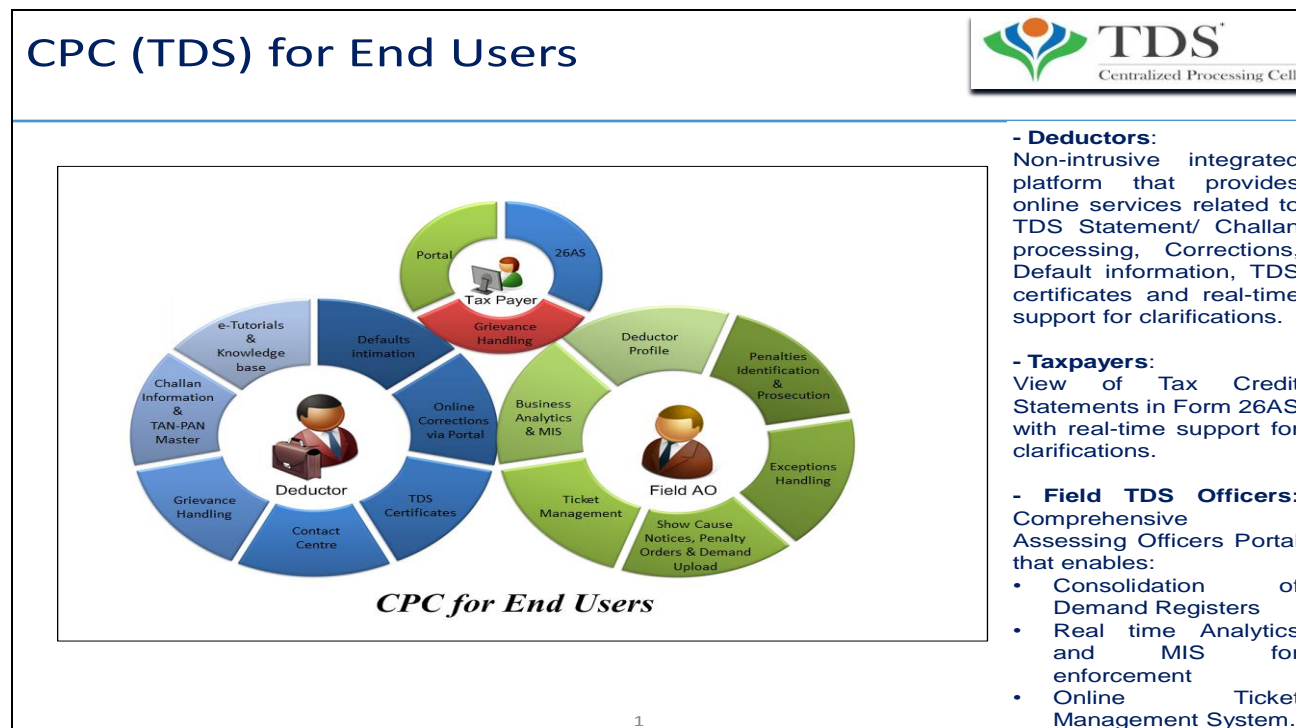 CPC (TDS) for End Users
TDS
Centralized Processing Cell
Portal
26AS
Tax Payer
Grievance
Handling
e-Tutorials
&
Knowledge
base
Defaults
intimation
Challan
Information
&
TAN-PAN
Master
Online
Corrections
via Portal
Deductor
Grievance
Handling
Contact
Centre
TDS
Certificates
Deductor
Profile
Penalties
Identification
&
Prosecution
Business
Analytics
& MIS
Field AO
Exceptions
Handling
Ticket
Management
Show Cause
Notices, Penalty
Orders & Demand
Upload
CPC for End Users
- Deductors:
Non-intrusive integrated
platform that provides
online services related to
TDS Statement/ Challan
processing, Corrections,
Default information, TDS
certificates and real-time
support for clarifications.
- Taxpayers:
View of Tax Credit
Statements in Form 26AS
with real-time support for
clarifications.
- Field TDS Officers:
Comprehensive
Assessing Officers Portal
that enables:
• Consolidation of
Demand Registers
• Real time Analytics
and MIS for
enforcement
• Online Ticket
Management System.
1